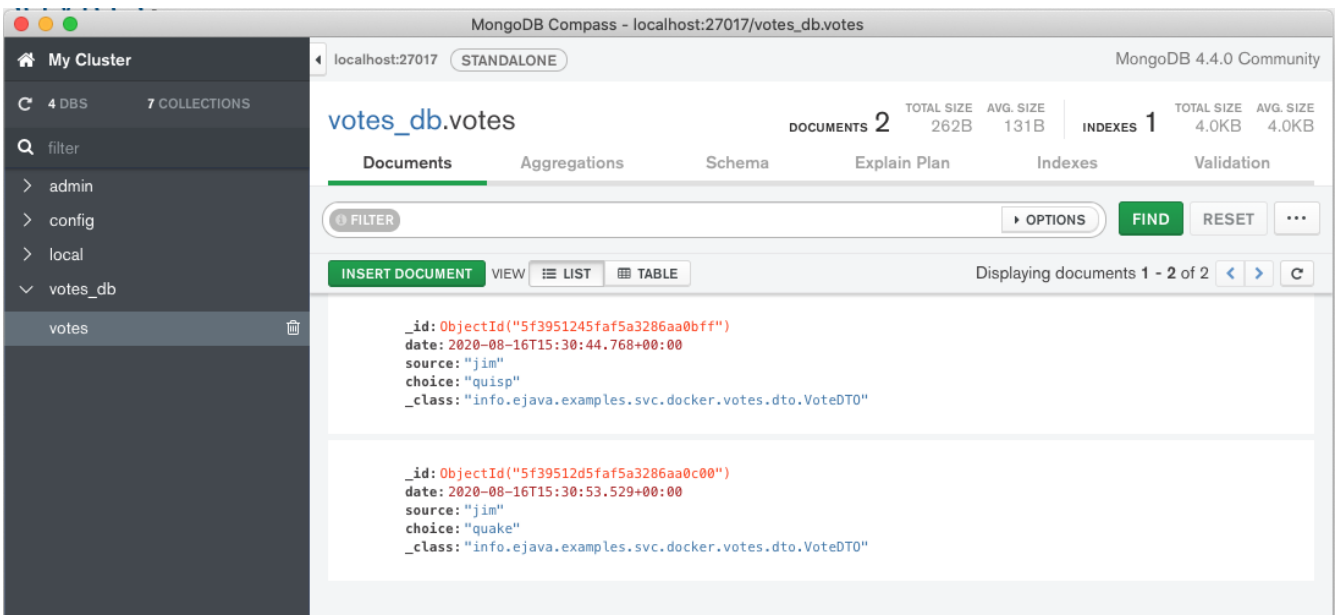 MongoDB Compass - localhost:27017/votes_db.votes
My Cluster
localhost:27017 STANDALONE
MongoDB 4.4.0 Community
4 DBS 7 COLLECTIONS
filter
admin
config
local
votes_db
votes
votes_db.votes
DOCUMENTS 2 TOTAL SIZE 262B AVG. SIZE 131B INDEXES 1 TOTAL SIZE 4.0KB AVG. SIZE 4.0KB
Documents Aggregations Schema Explain Plan Indexes Validation
FILTER OPTIONS FIND RESET ...
INSERT DOCUMENT VIEW LIST TABLE Displaying documents 1 - 2 of 2
_id: ObjectId("5f3951245faf5a3286aa0bff")
date: 2020-08-16T15:30:44.768+00:00
source: "jim"
choice: "quisp"
_class: "info.ejava.examples.svc.docker.votes.dto.VoteDTO"
_id: ObjectId("5f39512d5faf5a3286aa0c00")
date: 2020-08-16T15:30:53.529+00:00
source: "jim"
choice: "quake"
_class: "info.ejava.examples.svc.docker.votes.dto.VoteDTO"